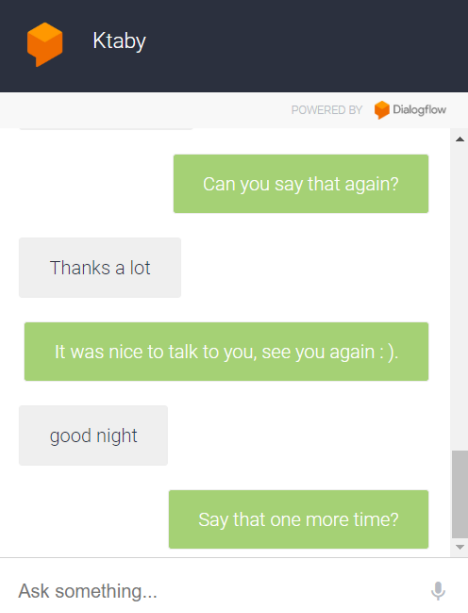 Ktaby
POWERED BY Dialogflow
Can you say that again?
Thanks a lot
It was nice to talk to you, see you again : ).
good night
Say that one more time?
Ask something...